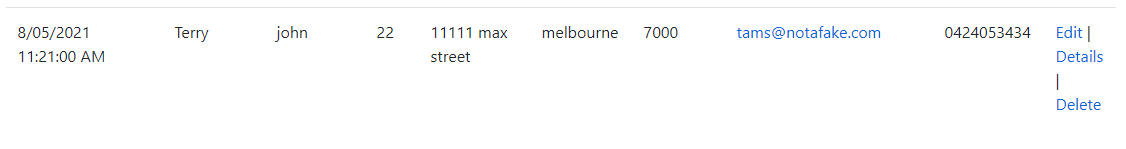 8/05/2021 Terry john 22 11111 max melbourne 7000 tams@notafake.com 0424053434 Edit |
11:21:00 AM street Details
|
Delete